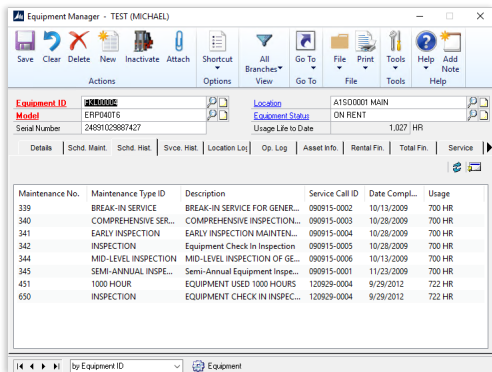 Equipment Manager - TEST (MICHAEL)
Save Clear Delete New Inactivate Attach Shortcut All Branches Go To File Print Tools Help Add Note
Actions Options View Go To File Tools Help
Equipment ID FKL00004 Location A1SO0001 MAIN
Model ERP040T6 Equipment Status ON RENT
Serial Number 24891029887427 Usage Life to Date 1,027 HR
Details Schd. Maint. Schd. Hist. Svce. Hist. Location Log Op. Log Asset Info. Rental Fin. Total Fin. Service
Maintenance No. Maintenance Type ID Description Service Call ID Date Compl... Usage
339 BREAK-IN SERVICE BREAK-IN SERVICE FOR GENER... 090915-0002 10/13/2009 700 HR
340 COMPREHENSIVE SER... COMPREHENSIVE INSPECTION... 090915-0003 10/28/2009 700 HR
341 EARLY INSPECTION EARLY INSPECTION MAINTEN... 090915-0004 10/28/2009 700 HR
342 INSPECTION Equipment Check In Inspection 090915-0005 10/28/2009 700 HR
344 MID-LEVEL INSPECTION MID-LEVEL INSPECTION OF GE... 090915-0006 10/13/2009 700 HR
345 SEMI-ANNUAL INSPE... Semi-Annual Equipment Inspe... 090915-0001 11/23/2009 700 HR
451 1000 HOUR EQUIPMENT USED 1000 HOURS 120929-0004 9/29/2012 722 HR
650 INSPECTION EQUIPMENT CHECK IN INSPEC... 120929-0004 9/29/2012 722 HR
by Equipment ID Equipment